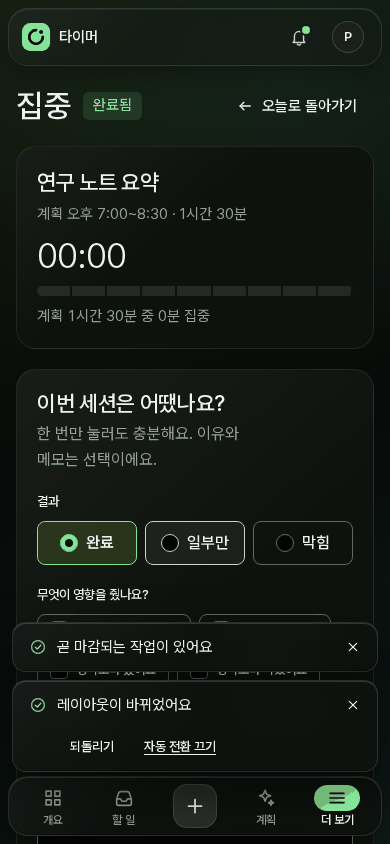 타이머
P
집중
완료됨
← 오늘로 돌아가기
연구 노트 요약
계획 오후 7:00~8:30 · 1시간 30분
00:00
계획 1시간 30분 중 0분 집중
이번 세션은 어땠나요?
한 번만 눌러도 충분해요. 이유와
메모는 선택이에요.
결과
완료
일부만
막힘
무엇이 영향을 줬나요?
곧 마감되는 작업이 있어요
레이아웃이 바뀌었어요
되돌리기
자동 전환 끄기
개요
할 일
계획
더 보기